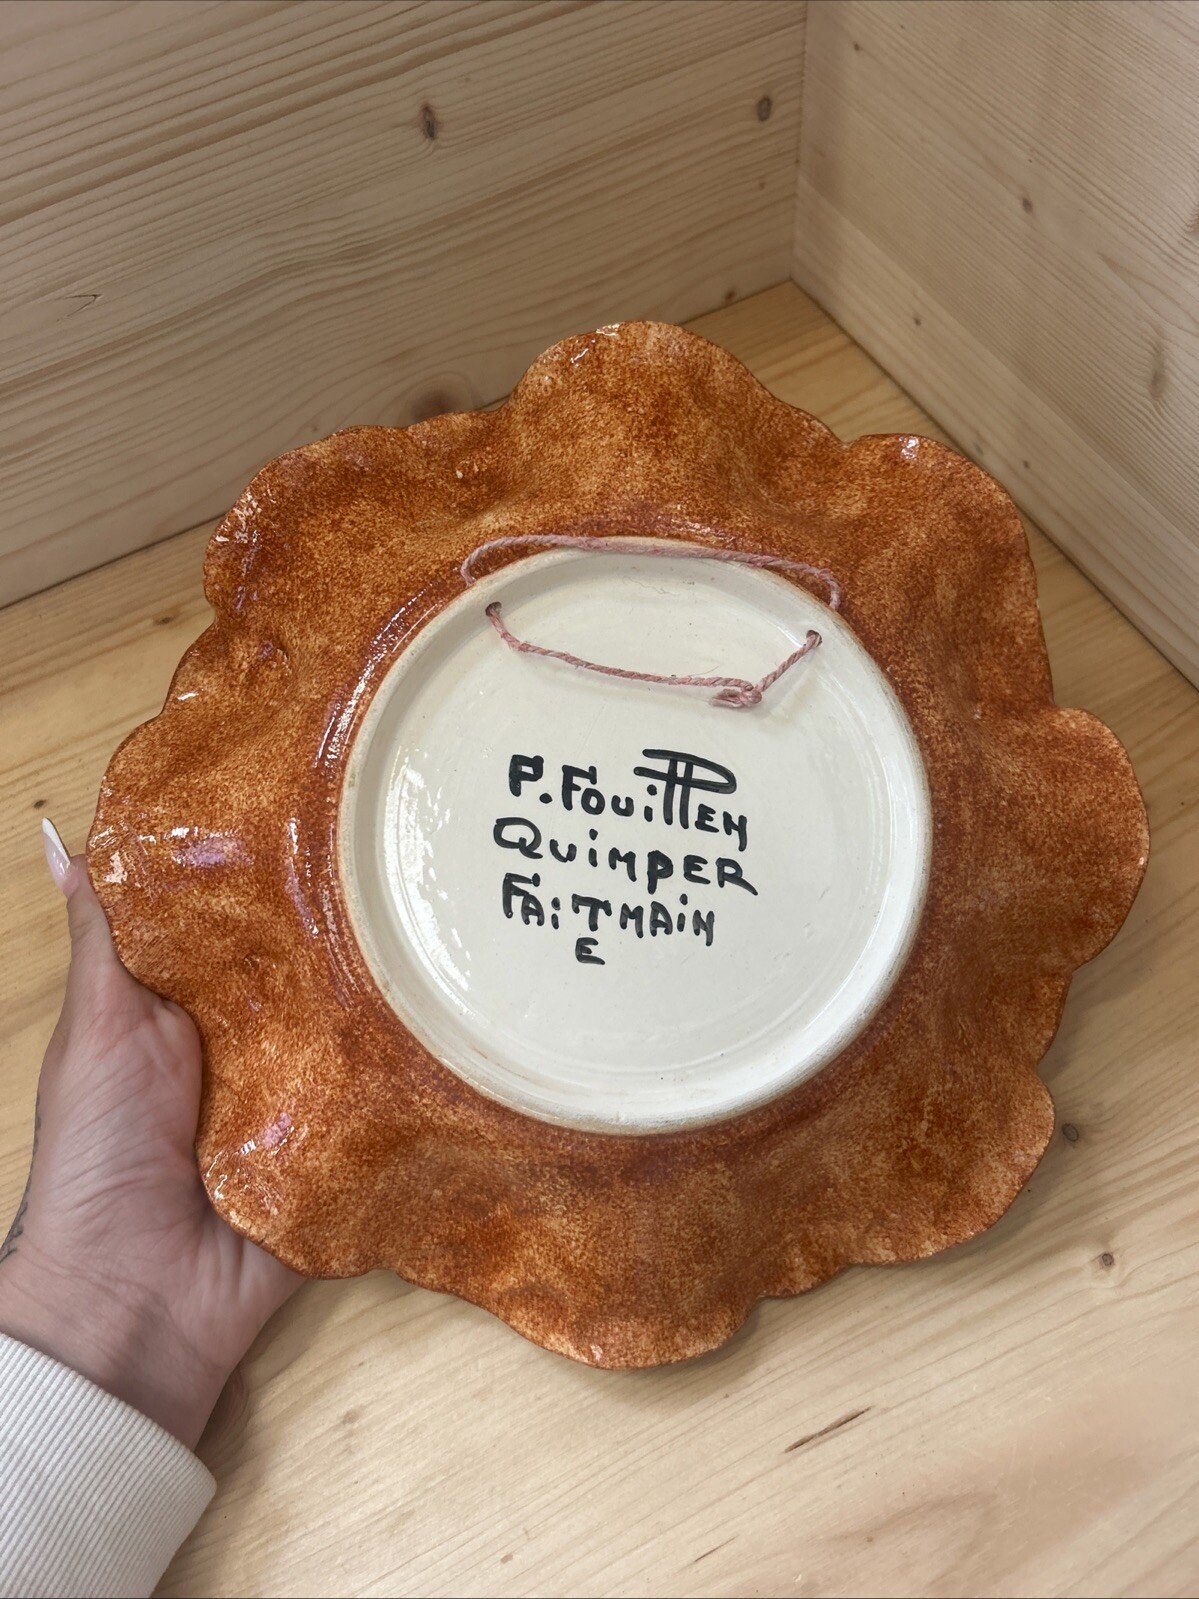 P. Fouillen
Quimper
Fait main
E